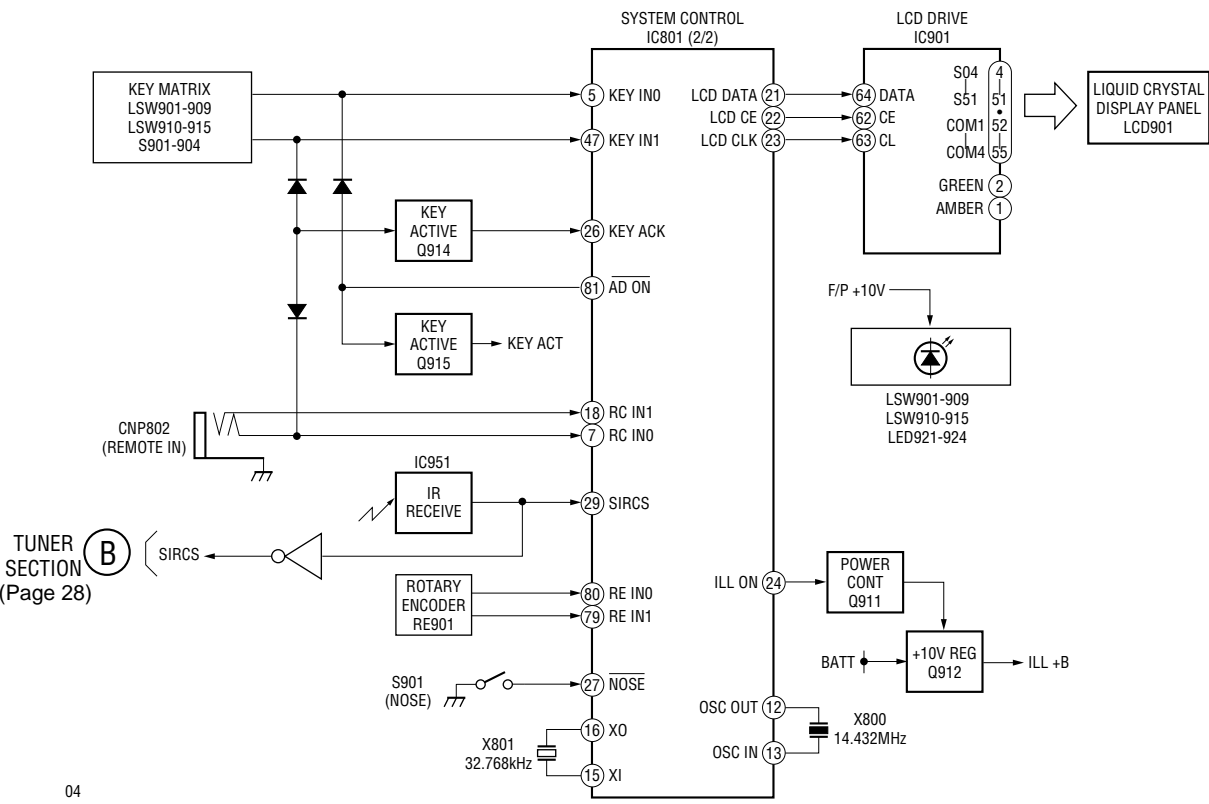 SYSTEM CONTROL
IC801 (2/2)
LCD DRIVE
IC901
KEY MATRIX
LSW901-909
LSW910-915
S901-904
5 KEY IN0
47 KEY IN1
LCD DATA 21
LCD CE 22
LCD CLK 23
64 DATA
62 CE
63 CL
S04 4
S51 51
COM1 52
COM4 55
GREEN 2
AMBER 1
LIQUID CRYSTAL
DISPLAY PANEL
LCD901
KEY
ACTIVE
Q914
26 KEY ACK
81 AD ON
KEY
ACTIVE
Q915
KEY ACT
F/P +10V
LSW901-909
LSW910-915
LED921-924
CNP802
(REMOTE IN)
18 RC IN1
7 RC IN0
IC951
IR
RECEIVE
29 SIRCS
TUNER
SECTION
(Page 28)
B
SIRCS
ROTARY
ENCODER
RE901
80 RE IN0
79 RE IN1
ILL ON 24
POWER
CONT
Q911
BATT
+10V REG
Q912
ILL +B
S901
(NOSE)
27 NOSE
16 XO
15 XI
X801
32.768kHz
OSC OUT 12
OSC IN 13
X800
14.432MHz
04